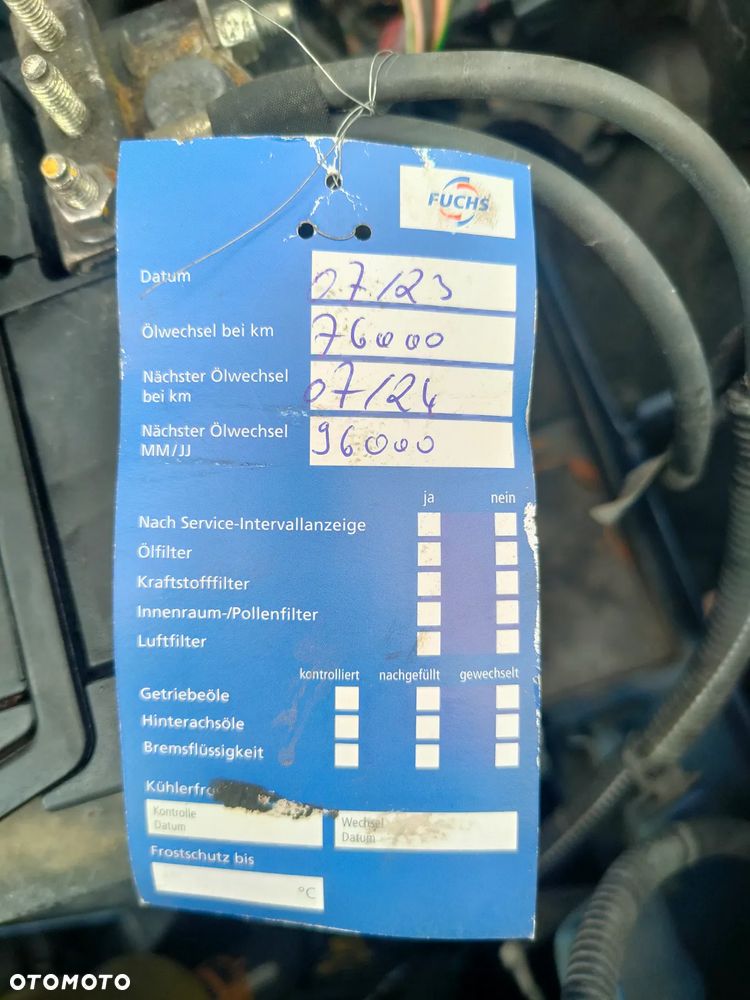 FUCHS
Datum 07/23
Ölwechsel bei km 76000
Nächster Ölwechsel
bei km 07/24
Nächster Ölwechsel
MM/JJ 96000
ja nein
Nach Service-Intervallanzeige
Ölfilter
Kraftstofffilter
Innenraum-/Pollenfilter
Luftfilter
kontrolliert nachgefüllt gewechselt
Getriebeöle
Hinterachsöle
Bremsflüssigkeit
Kontrolle
Datum
Wechsel
Datum
Frostschutz bis
°C
OTOMOTO